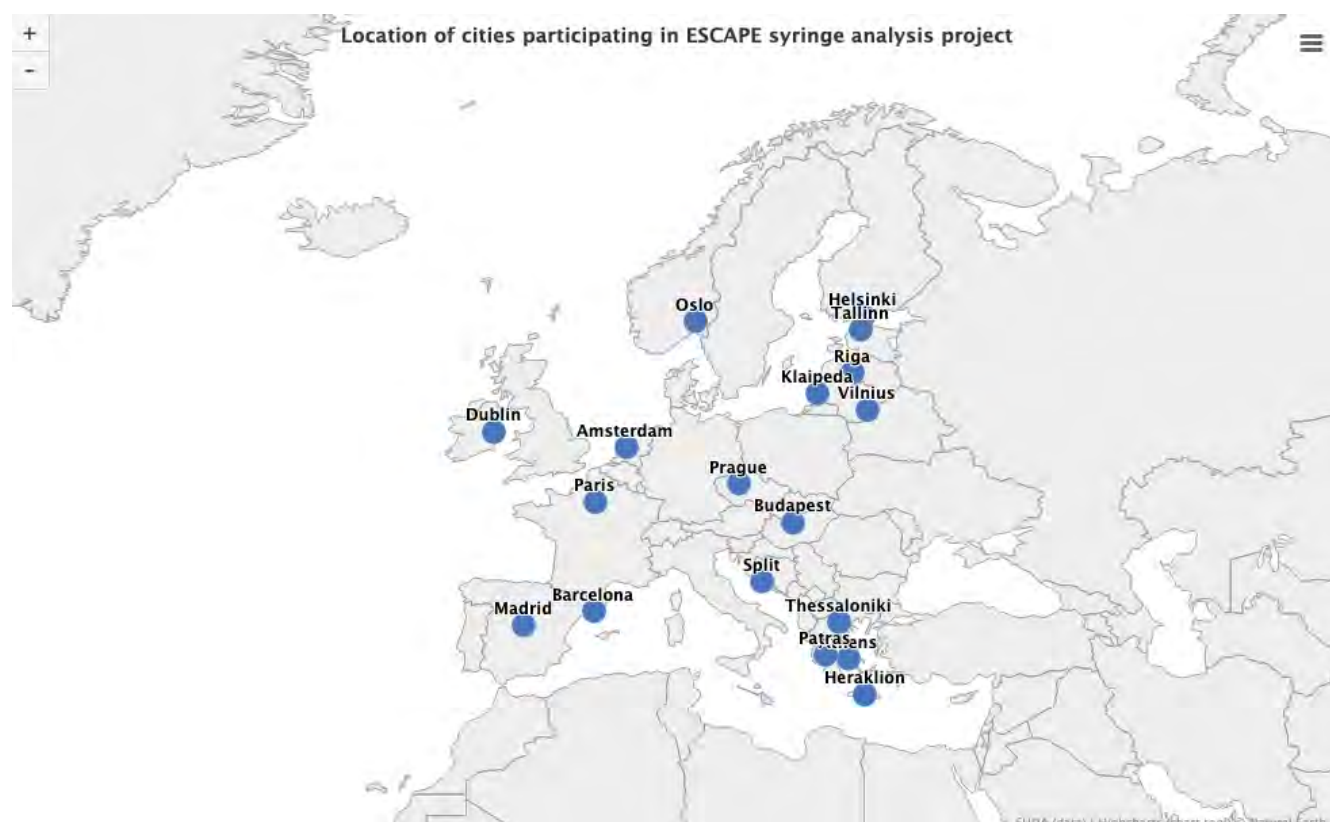 +
Location of cities participating in ESCAPE syringe analysis project
-
Oslo
Helsinki
Tallinn
Riga
Klaipeda
Vilnius
Dublin
Amsterdam
Prague
Paris
Budapest
Split
Barcelona
Madrid
Thessaloniki
Patras
Heraklion